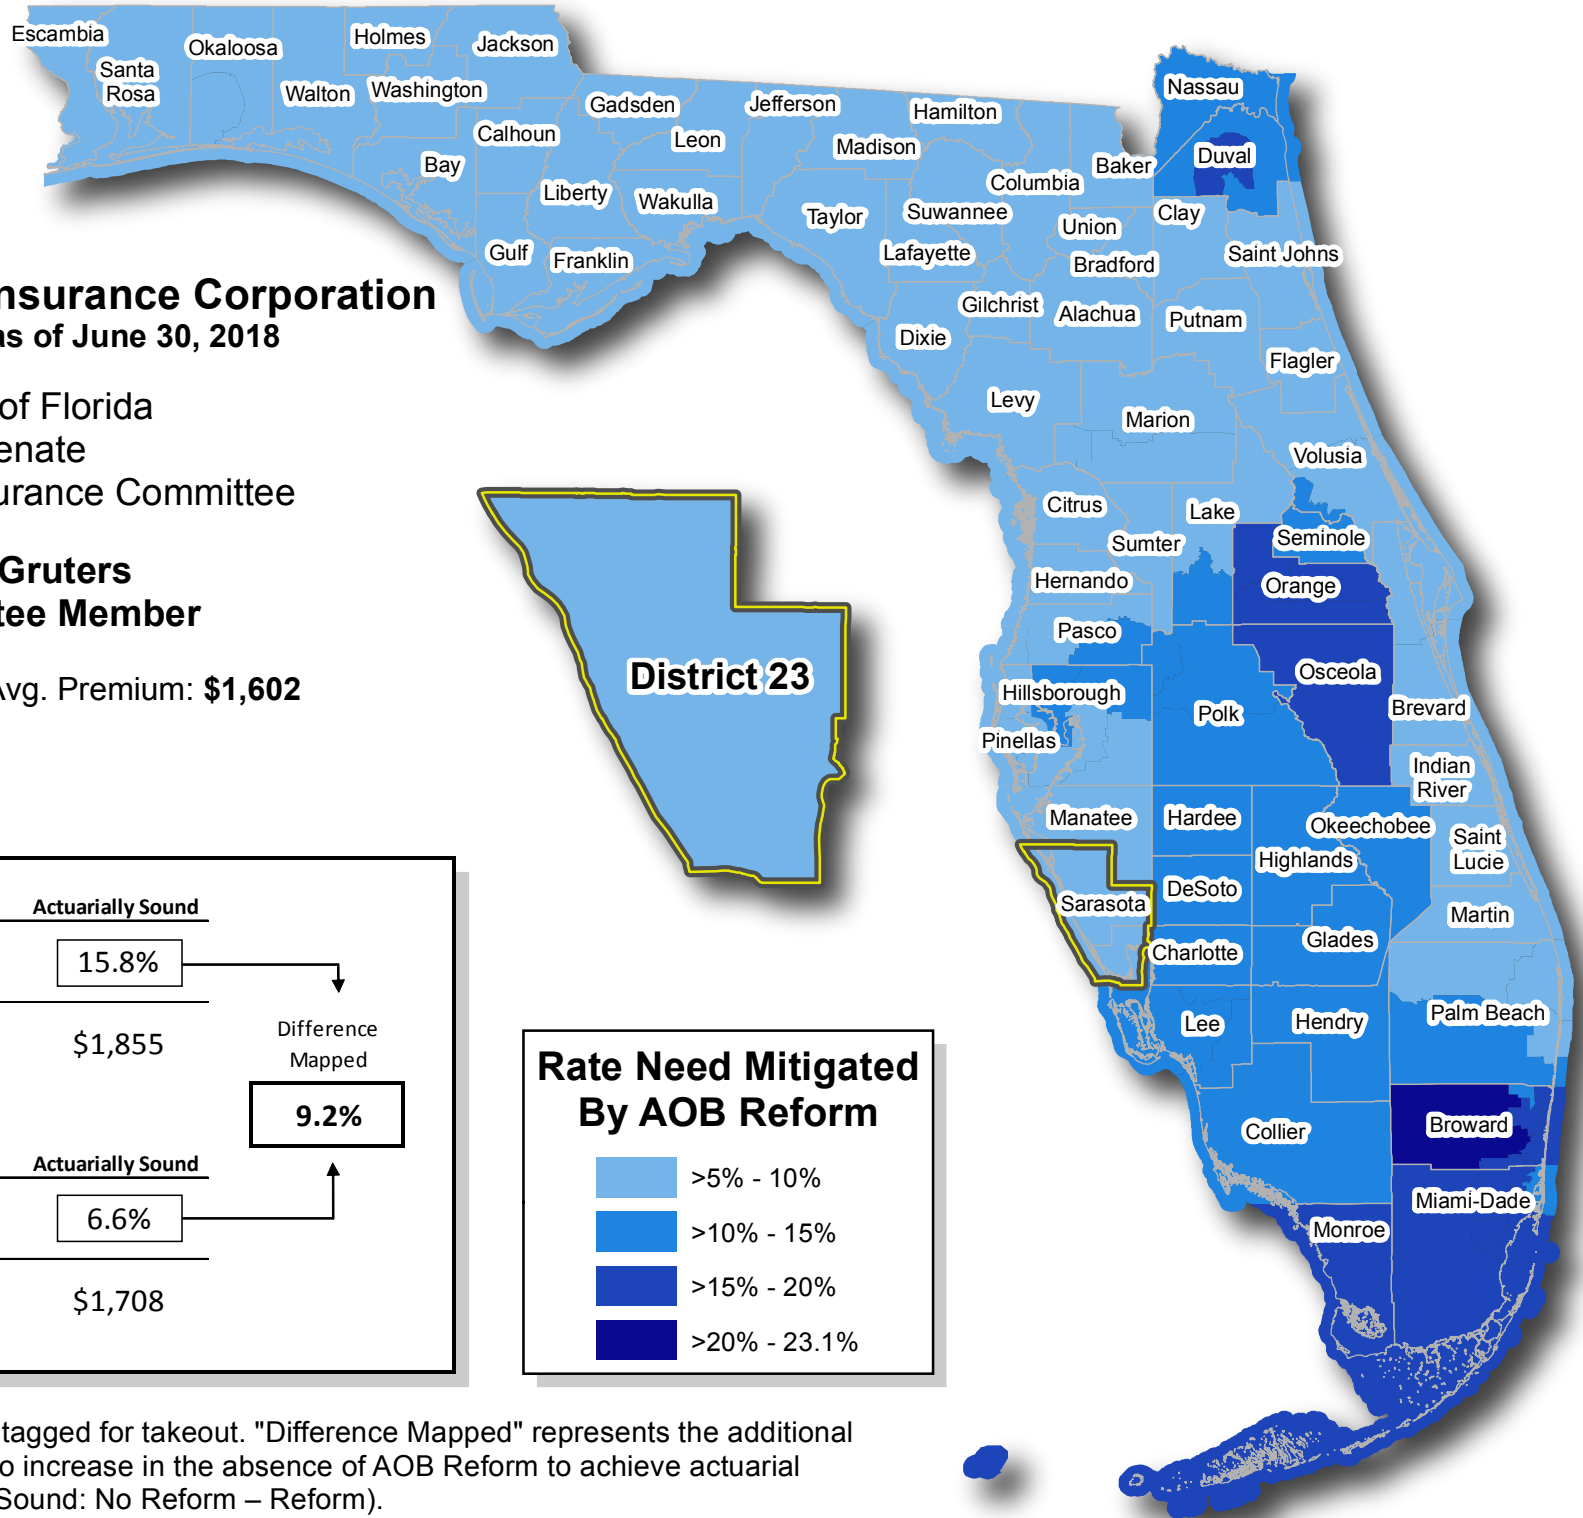 nsurance Corporation
as of June 30, 2018
of Florida
enate
urance Committee
Gruters
tee Member
Avg. Premium: $1,602
Actuarially Sound
15.8%
$1,855
Difference
Mapped
9.2%
Actuarially Sound
6.6%
$1,708
District 23
Rate Need Mitigated
By AOB Reform
>5% - 10%
>10% - 15%
>15% - 20%
>20% - 23.1%
tagged for takeout. "Difference Mapped" represents the additional
o increase in the absence of AOB Reform to achieve actuarial
Sound: No Reform – Reform).
Escambia
Santa
Rosa
Okaloosa
Walton
Holmes
Washington
Jackson
Bay
Calhoun
Gulf
Liberty
Franklin
Gadsden
Leon
Wakulla
Jefferson
Madison
Taylor
Hamilton
Suwannee
Lafayette
Columbia
Baker
Union
Bradford
Nassau
Duval
Clay
Saint Johns
Gilchrist
Dixie
Alachua
Putnam
Flagler
Levy
Marion
Volusia
Citrus
Sumter
Lake
Seminole
Hernando
Orange
Pasco
Osceola
Hillsborough
Pinellas
Polk
Brevard
Indian
River
Manatee
Hardee
Okeechobee
Highlands
Saint
Lucie
Sarasota
DeSoto
Martin
Charlotte
Glades
Lee
Hendry
Palm Beach
Collier
Broward
Monroe
Miami-Dade